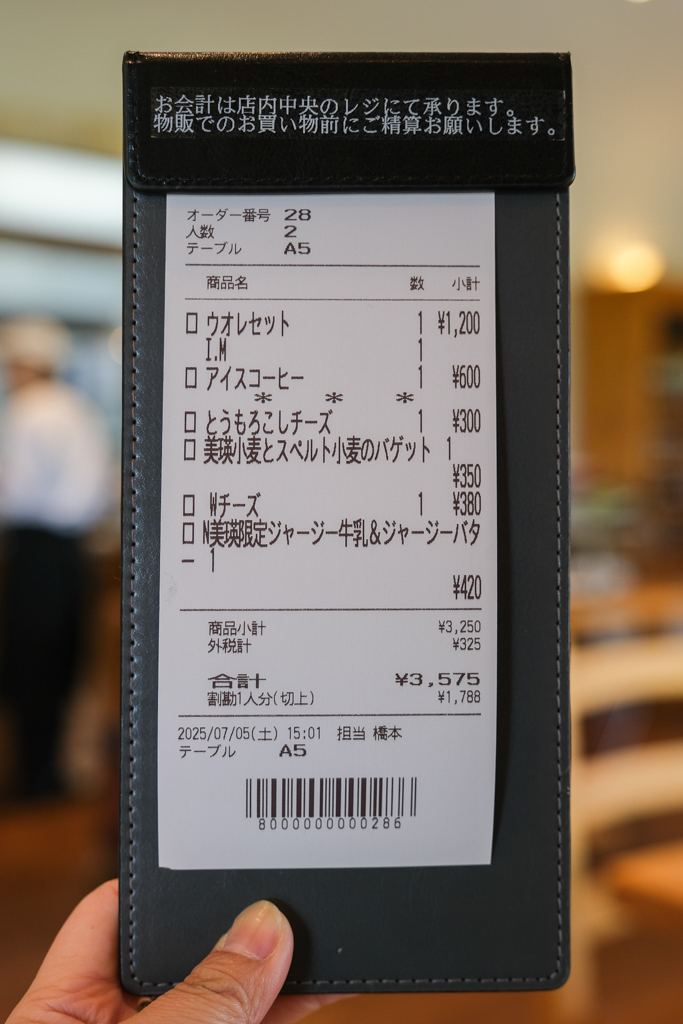 お会計は店内中央のレジにて承ります。
物販でのお買い物前にご精算お願いします。
オーダー番号 28
人数 2
テーブル A5
商品名 数 小計
□ ウオレセット 1 ¥1,200
I.M 1
□ アイスコーヒー 1 ¥600
* * *
□ とうもろこしチーズ 1 ¥300
□ 美瑛小麦とスペルト小麦のバゲット 1
¥350
□ Wチーズ 1 ¥380
□ N美瑛限定ジャージー牛乳&ジャージーバタ
ー 1
¥420
商品小計 ¥3,250
外税計 ¥325
合計 ¥3,575
割勘1人分(切上) ¥1,788
2025/07/05(土) 15:01 担当 橋本
テーブル A5
8000000000286